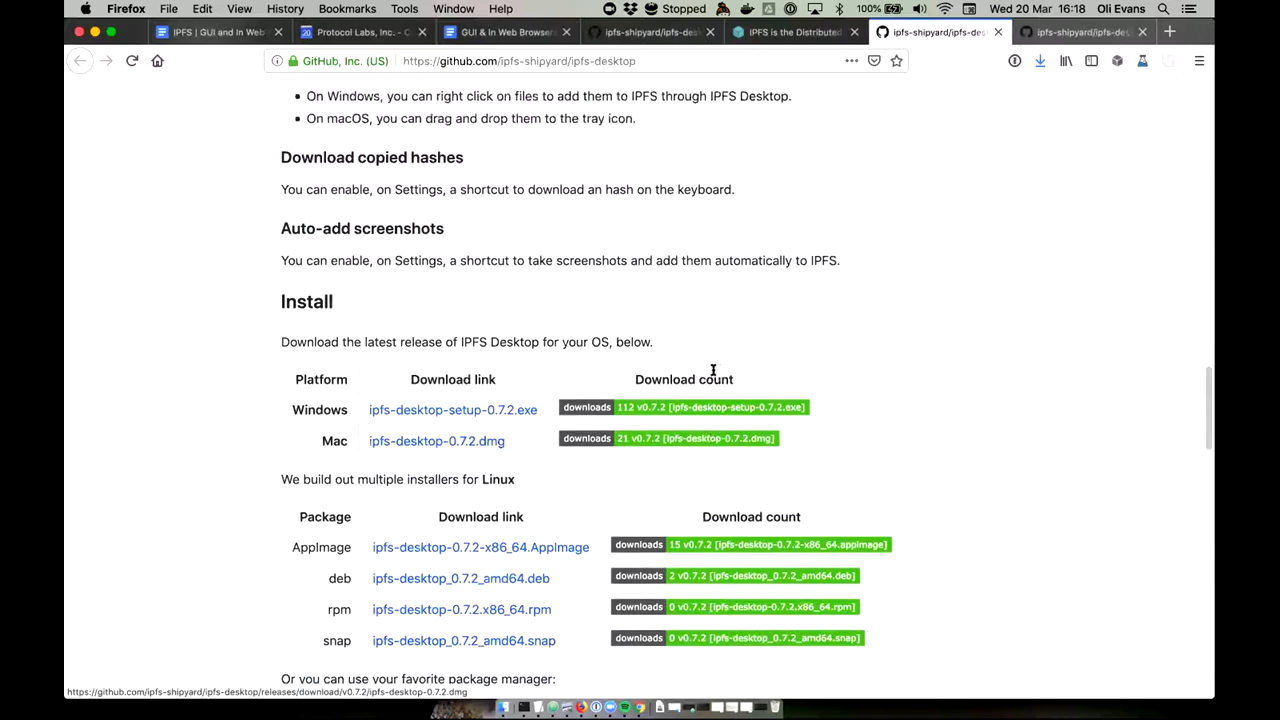 Firefox File Edit View History Bookmarks Tools Window Help Stopped 100% Wed 20 Mar 16:18 Oli Evans
IPFS | GUI and In Web Protocol Labs, Inc. - C GUI & In Web Browsers ipfs-shipyard/ipfs-des IPFS is the Distributed ipfs-shipyard/ipfs-des ipfs-shipyard/ipfs-de
GitHub, Inc. (US) https://github.com/ipfs-shipyard/ipfs-desktop
• On Windows, you can right click on files to add them to IPFS through IPFS Desktop.
• On macOS, you can drag and drop them to the tray icon.
Download copied hashes
You can enable, on Settings, a shortcut to download an hash on the keyboard.
Auto-add screenshots
You can enable, on Settings, a shortcut to take screenshots and add them automatically to IPFS.
Install
Download the latest release of IPFS Desktop for your OS, below.
Platform Download link Download count
Windows ipfs-desktop-setup-0.7.2.exe downloads 112 v0.7.2 [ipfs-desktop-setup-0.7.2.exe]
Mac ipfs-desktop-0.7.2.dmg downloads 21 v0.7.2 [ipfs-desktop-0.7.2.dmg]
We build out multiple installers for Linux
Package Download link Download count
AppImage ipfs-desktop-0.7.2-x86_64.AppImage downloads 15 v0.7.2 [ipfs-desktop-0.7.2-x86_64.appimage]
deb ipfs-desktop_0.7.2_amd64.deb downloads 2 v0.7.2 [ipfs-desktop_0.7.2_amd64.deb]
rpm ipfs-desktop-0.7.2.x86_64.rpm downloads 0 v0.7.2 [ipfs-desktop-0.7.2.x86_64.rpm]
snap ipfs-desktop_0.7.2_amd64.snap downloads 0 v0.7.2 [ipfs-desktop_0.7.2_amd64.snap]
Or you can use your favorite package manager:
https://github.com/ipfs-shipyard/ipfs-desktop/releases/download/v0.7.2/ipfs-desktop-0.7.2.dmg